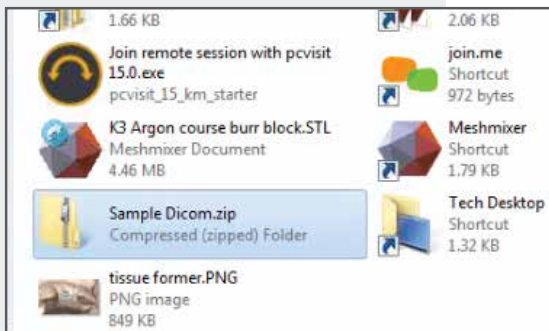 1.66 KB
2.06 KB
Join remote session with pcvisit
15.0.exe
pcvisit_15_km_starter
join.me
Shortcut
972 bytes
K3 Argon course burr block.STL
Meshmixer Document
4.46 MB
Meshmixer
Shortcut
1.79 KB
Sample Dicom.zip
Compressed (zipped) Folder
Tech Desktop
Shortcut
1.32 KB
tissue former.PNG
PNG image
849 KB